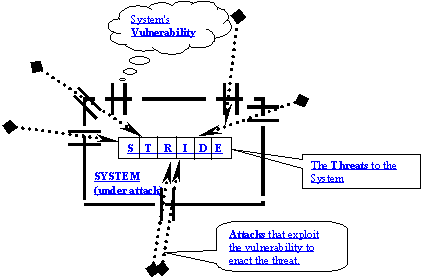 System's
Vulnerability
S T R I D E
The Threats to the
System
SYSTEM
(under attack)
Attacks that exploit
the vulnerability to
enact the threat.